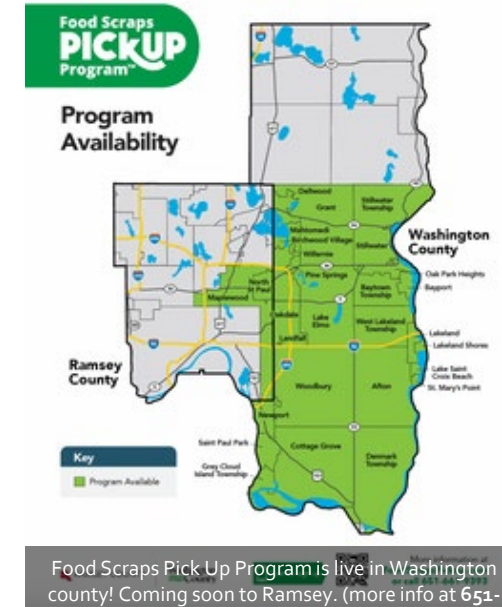 Food Scraps
PICKUP
Program™
Program
Availability
Dellwood
Grant
Stillwater
Township
Mahtomedi
Birchwood Village
Stillwater
Willernie
Washington
County
Pine Springs
Oak Park Heights
Bayport
Baytown
Township
North
St Paul
Maplewood
Oakdale
Lake
Elmo
West Lakeland
Township
Landfall
Lakeland
Lakeland Shores
Ramsey
County
Lake Saint
Croix Beach
St. Mary's Point
Woodbury
Afton
Newport
Saint Paul Park
Cottage Grove
Grey Cloud
Island Township
Denmark
Township
Key
Program Available
More information at
Food Scraps Pick Up Program is live in Washington
county! Coming soon to Ramsey. (more info at 651-